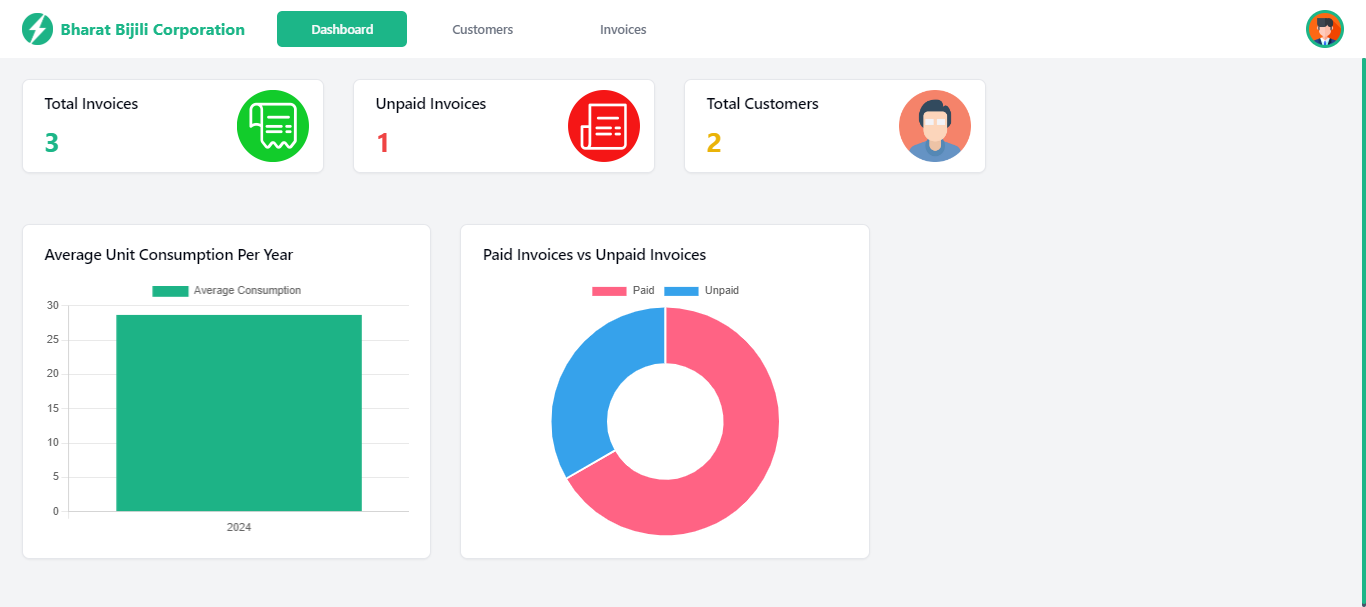 Bharat Bijili Corporation
Dashboard
Customers
Invoices
Total Invoices
3
Unpaid Invoices
1
Total Customers
2
Average Unit Consumption Per Year
Average Consumption
30
25
20
15
10
5
0
2024
Paid Invoices vs Unpaid Invoices
Paid
Unpaid